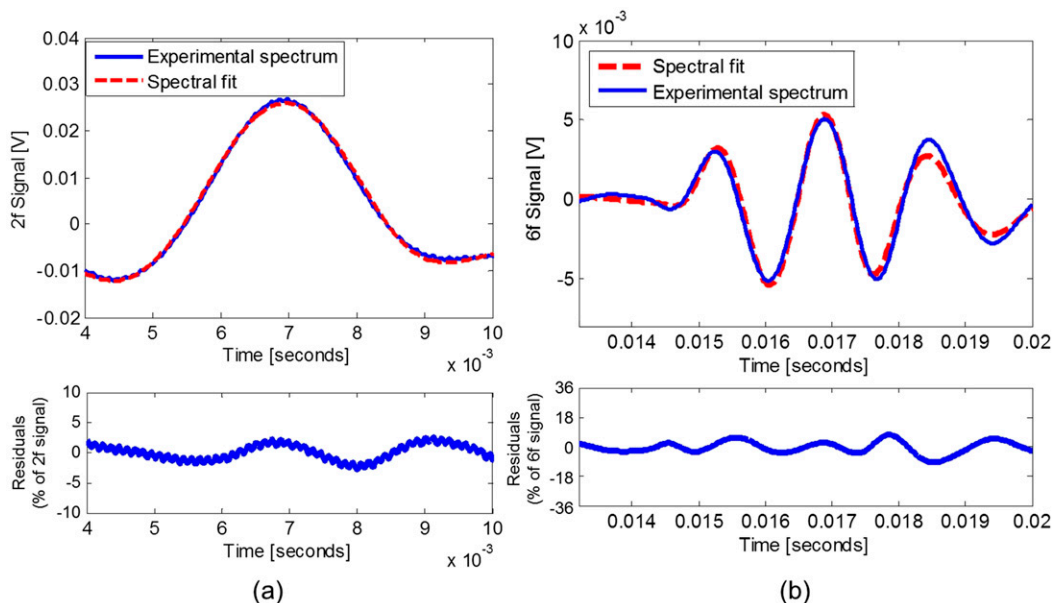 0.04
0.03
0.02
0.01
0
-0.01
-0.02
2f Signal [V]
Experimental spectrum
Spectral fit
4 5 6 7 8 9 10
Time [seconds]
x 10⁻³
10
5
0
-5
-10
Residuals
(% of 2f signal)
4 5 6 7 8 9 10
Time [seconds]
x 10⁻³
(a)
x 10⁻³
10
5
0
-5
6f Signal [V]
Spectral fit
Experimental spectrum
0.014 0.015 0.016 0.017 0.018 0.019 0.02
Time [seconds]
36
18
0
-18
-36
Residuals
(% of 6f signal)
0.014 0.015 0.016 0.017 0.018 0.019 0.02
Time [seconds]
(b)